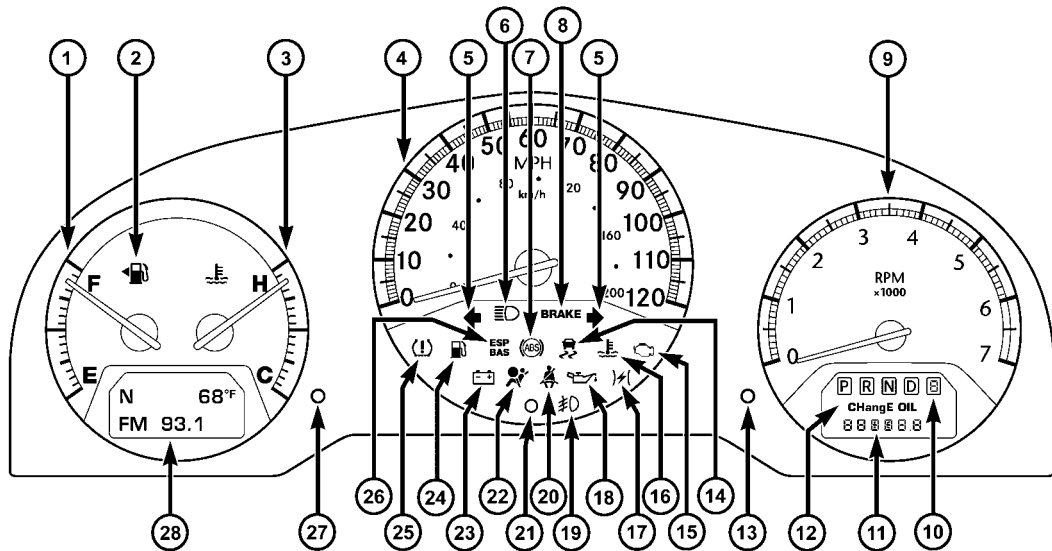 1 2 3 4 5 6 7 8 5 9
50 60 70
40 80
MPH
30 90
80 km/h 120
20 100
40 160
10 110
0 0 200 120
F H
E C
N 68°F
FM 93.1
BRAKE
ESP
BAS
ABS
3 4
2 5
RPM
×1000
1 6
0 7
P R N D 8
CHangE OIL
888888
26 24 22 20 18 16 14
12 11 10
28 27 25 23 21 19 17 15 13